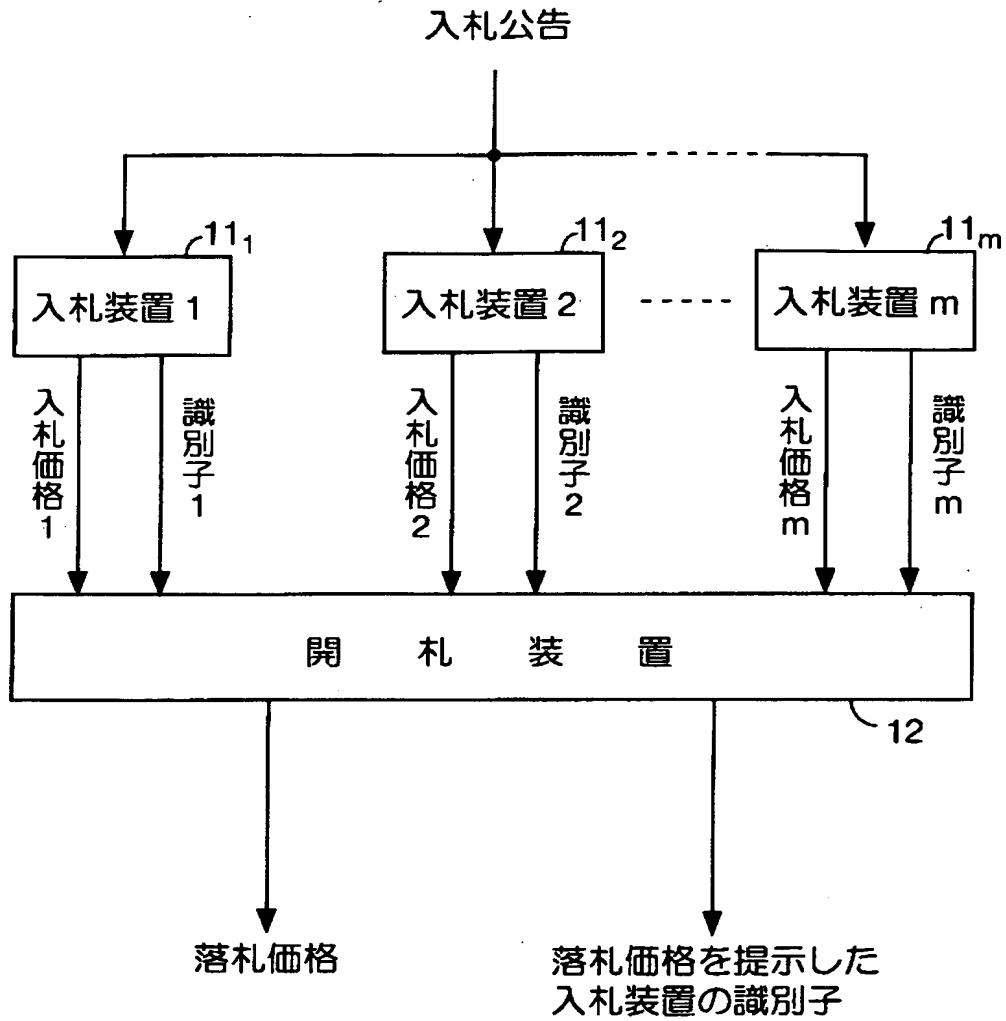 入札公告
11₁
11₂
11ₘ
入札装置1
入札装置2
入札装置m
入札価格1
識別子1
入札価格2
識別子2
入札価格m
識別子m
開札装置
12
落札価格
落札価格を提示した
入札装置の識別子